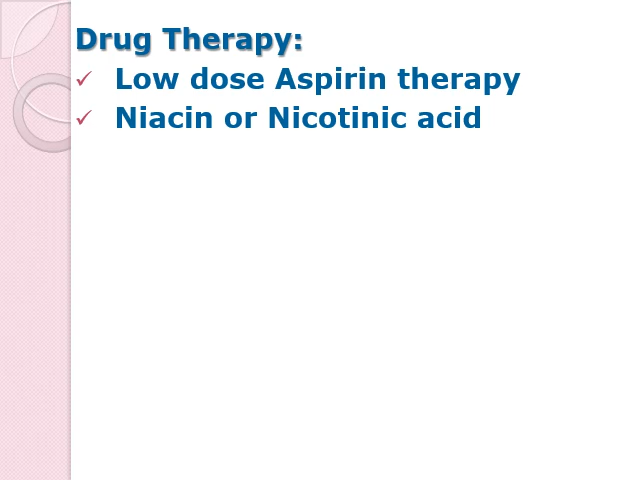 Drug Therapy:
✓ Low dose Aspirin therapy
✓ Niacin or Nicotinic acid